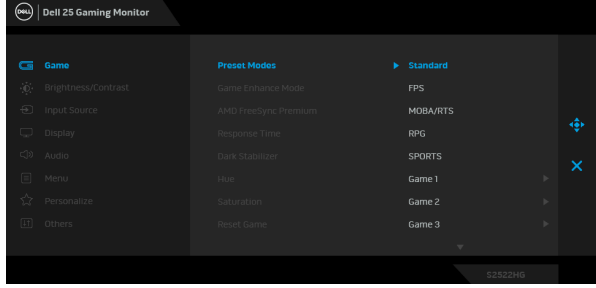 DELL Dell 25 Gaming Monitor
Game Preset Modes Standard
Brightness/Contrast Game Enhance Mode FPS
Input Source AMD FreeSync Premium MOBA/RTS
Display Response Time RPG
Audio Dark Stabilizer SPORTS
Menu Hue Game 1
Personalize Saturation Game 2
Others Reset Game Game 3
S2522HG